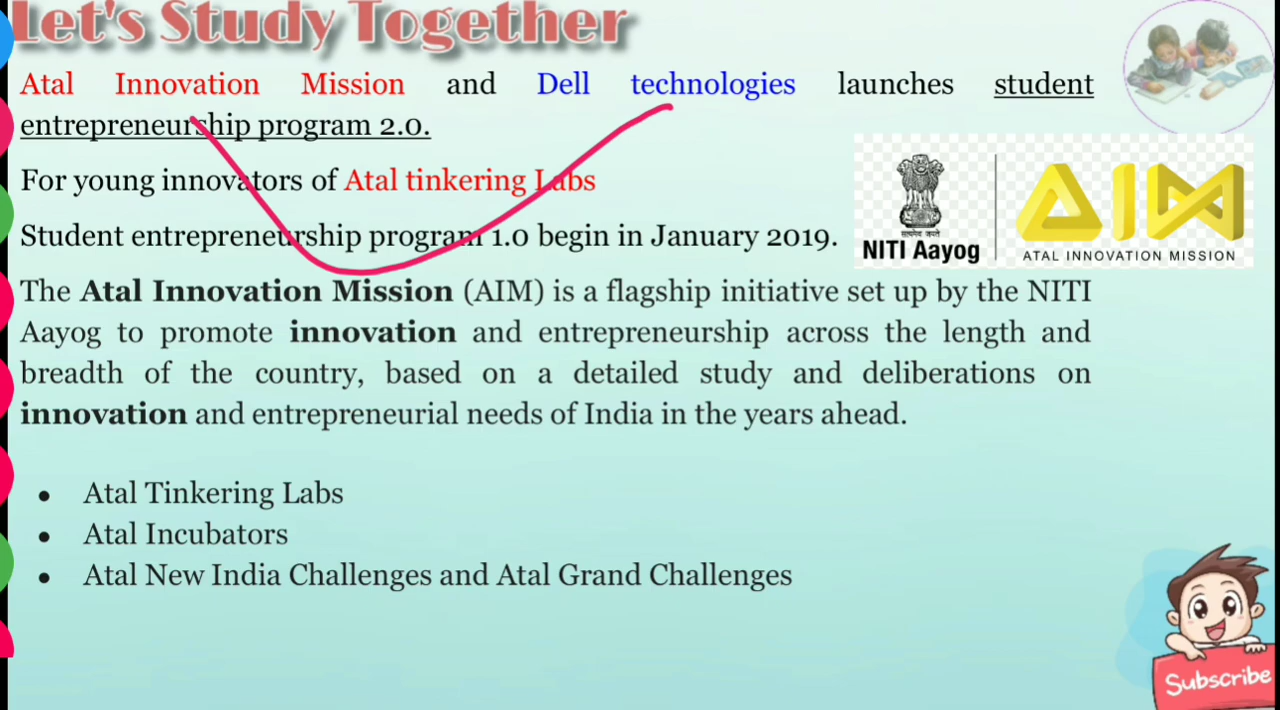 Let's Study Together
Atal Innovation Mission and Dell technologies launches student
entrepreneurship program 2.0.
For young innovators of Atal tinkering Labs
Student entrepreneurship program 1.0 begin in January 2019.
सत्यमेव जयते
NITI Aayog
AIM
ATAL INNOVATION MISSION
The Atal Innovation Mission (AIM) is a flagship initiative set up by the NITI
Aayog to promote innovation and entrepreneurship across the length and
breadth of the country, based on a detailed study and deliberations on
innovation and entrepreneurial needs of India in the years ahead.
• Atal Tinkering Labs
• Atal Incubators
• Atal New India Challenges and Atal Grand Challenges
Subscribe